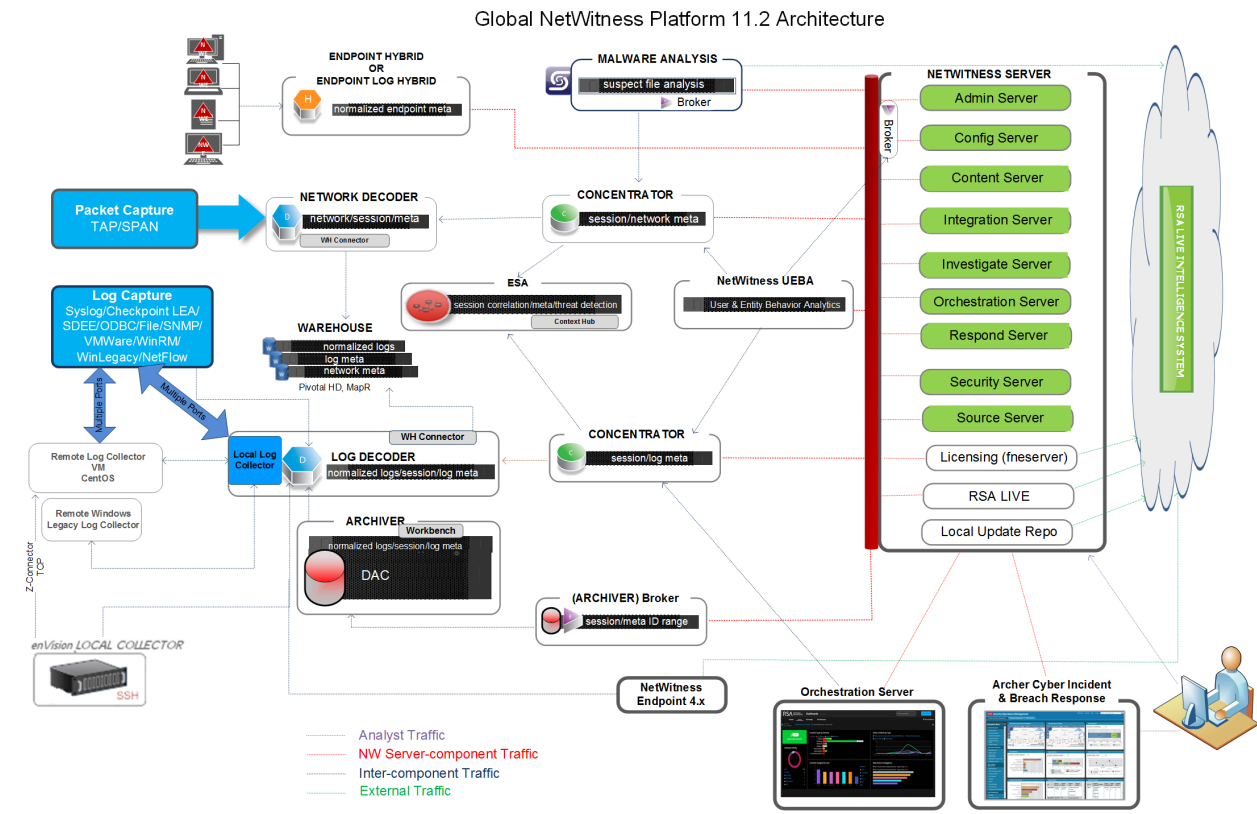 Global NetWitness Platform 11.2 Architecture
N
WE
N
N
WE
NW
ENDPOINT HYBRID
OR
ENDPOINT LOG HYBRID
H
normalized endpoint meta
MALWARE ANALYSIS
suspect file analysis
Broker
NETWITNESS SERVER
Broker
Admin Server
Config Server
Content Server
Integration Server
Investigate Server
Orchestration Server
Respond Server
Security Server
Source Server
Licensing (fneserver)
RSA LIVE
Local Update Repo
RSA LIVE INTELLIGENCE SYSTEM
Packet Capture
TAP/SPAN
NETWORK DECODER
D
network/session/meta
WH Connector
CONCENTRATOR
C
session/network meta
Log Capture
Syslog/Checkpoint LEA/
SDEE/ODBC/File/SNMP/
VMWare/WinRM/
WinLegacy/NetFlow
ESA
session correlation/meta/threat detection
Context Hub
NetWitness UEBA
User & Entity Behavior Analytics
WAREHOUSE
W
normalized logs
W
log meta
W
network meta
Pivotal HD, MapR
Multiple Ports
Multiple Ports
WH Connector
Local Log
Collector
D
LOG DECODER
normalized logs/session/log meta
CONCENTRATOR
C
session/log meta
Remote Log Collector
VM
CentOS
Remote Windows
Legacy Log Collector
ARCHIVER
Workbench
normalized logs/session/log meta
DAC
Z-Connector
TCP
(ARCHIVER) Broker
session/meta ID range
enVision LOCAL COLLECTOR
SSH
NetWitness
Endpoint 4.x
Orchestration Server
RSA
Archer Cyber Incident
& Breach Response
Analyst Traffic
NW Server-component Traffic
Inter-component Traffic
External Traffic